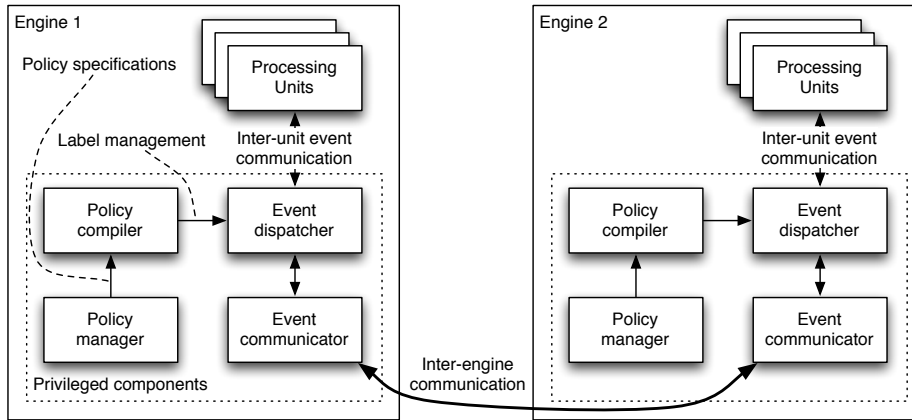 Engine 1
Policy specifications
Processing
Units
Label management
Inter-unit event
communication
Policy
compiler
Event
dispatcher
Policy
manager
Event
communicator
Privileged components
Inter-engine
communication
Engine 2
Processing
Units
Inter-unit event
communication
Policy
compiler
Event
dispatcher
Policy
manager
Event
communicator